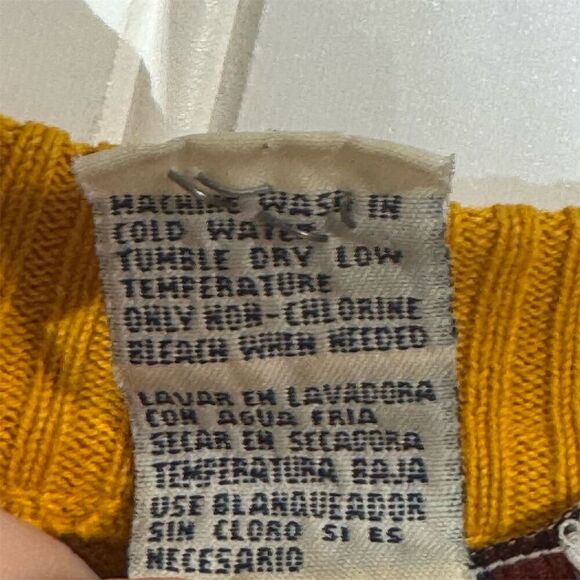 MACHINE WASH IN
COLD WATER
TUMBLE DRY LOW
TEMPERATURE
ONLY NON-CHLORINE
BLEACH WHEN NEEDED
LAVAR EN LAVADORA
CON AGUA FRIA
SECAR EN SECADORA
TEMPERATURA BAJA
USE BLANQUEADOR
SIN CLORO SI ES
NECESARIO